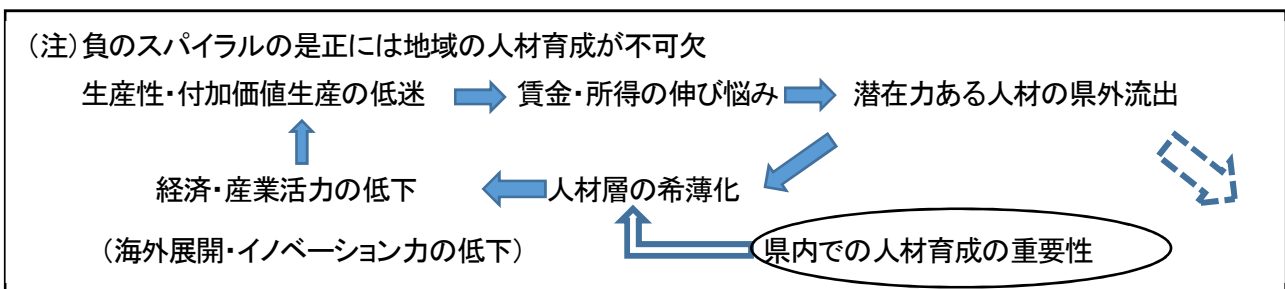 （注）負のスパイラルの是正には地域の人材育成が不可欠
生産性・付加価値生産の低迷 賃金・所得の伸び悩み 潜在力ある人材の県外流出
経済・産業活力の低下 人材層の希薄化
（海外展開・イノベーション力の低下） 県内での人材育成の重要性